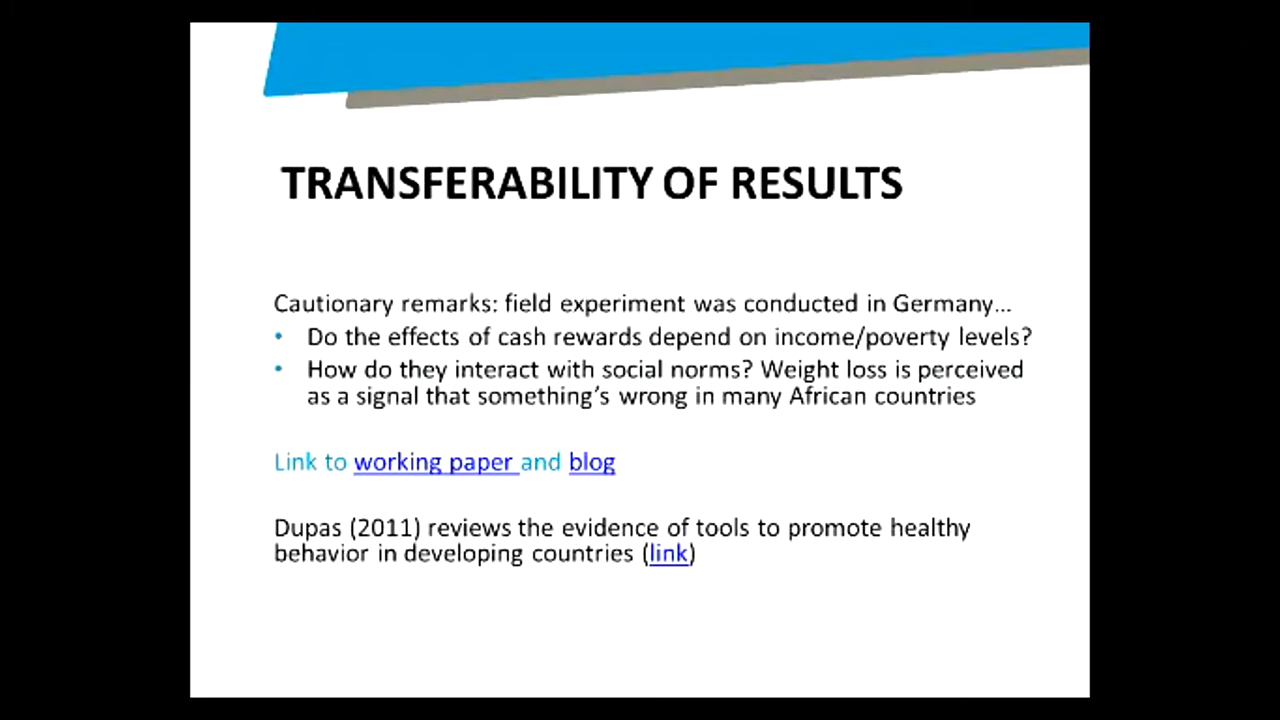 TRANSFERABILITY OF RESULTS
Cautionary remarks: field experiment was conducted in Germany...
• Do the effects of cash rewards depend on income/poverty levels?
• How do they interact with social norms? Weight loss is perceived
as a signal that something’s wrong in many African countries
Link to working paper and blog
Dupas (2011) reviews the evidence of tools to promote healthy
behavior in developing countries (link)